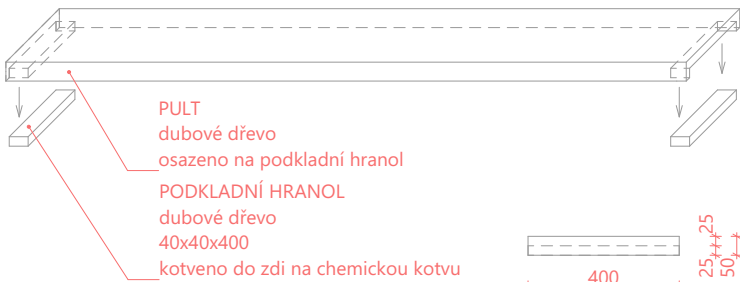 PULT
dubové dřevo
osazeno na podkladní hranol
PODKLADNÍ HRANOL
dubové dřevo
40x40x400
kotveno do zdi na chemickou kotvu
400
25
25
50